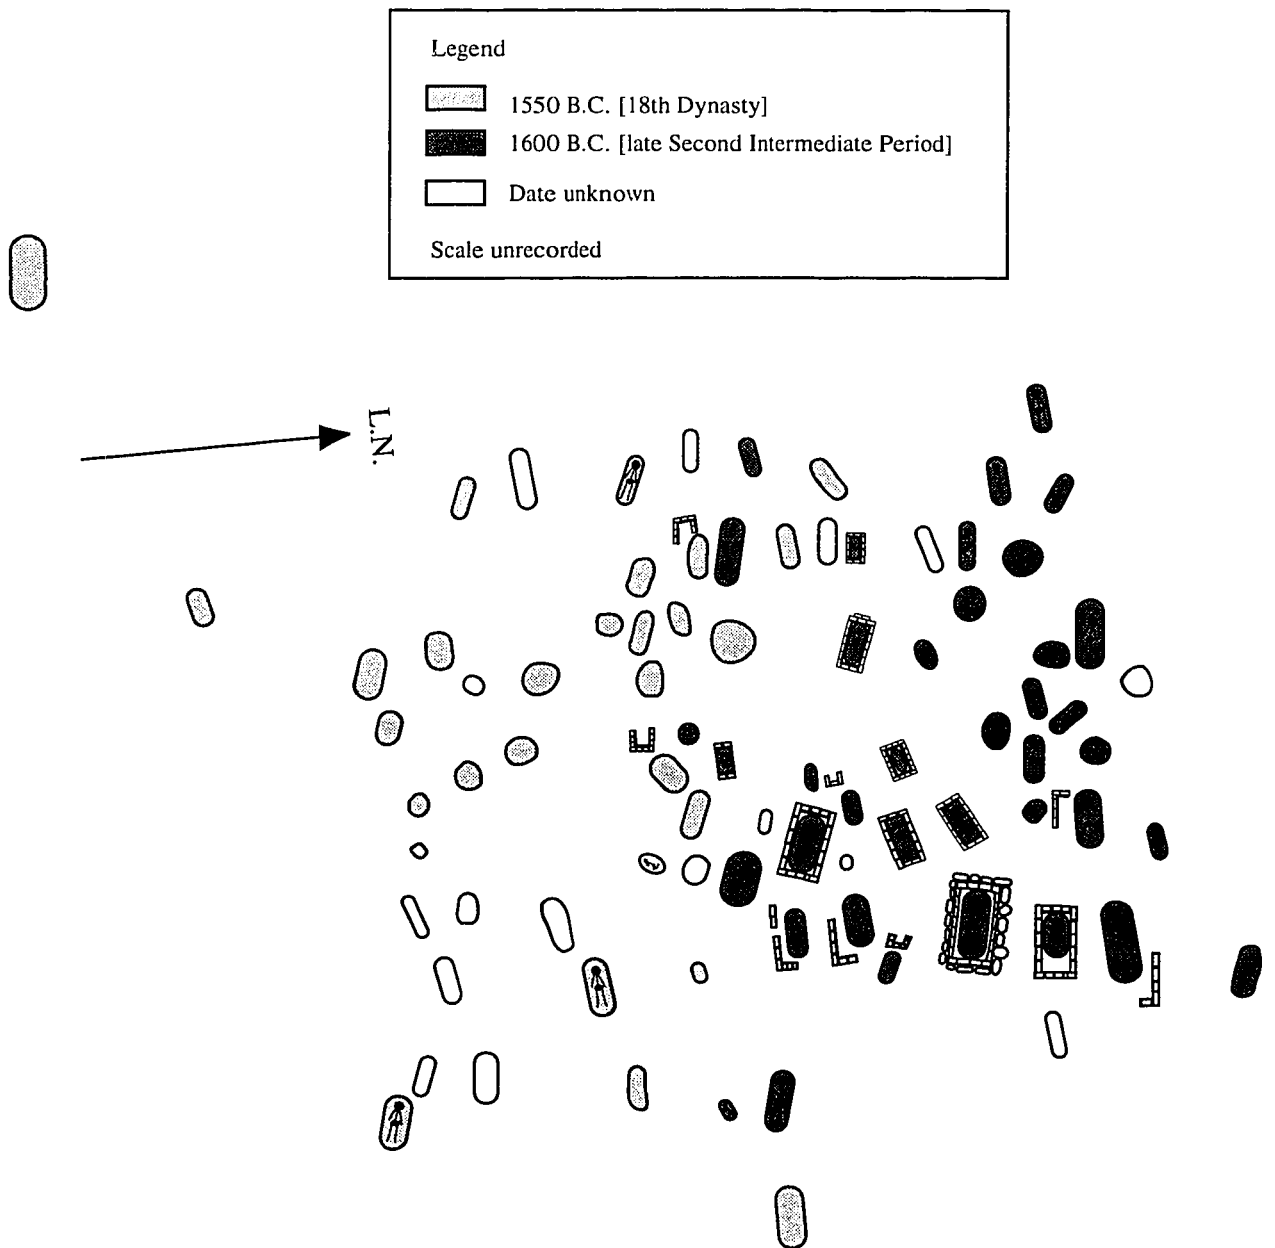 Legend
1550 B.C. [18th Dynasty]
1600 B.C. [late Second Intermediate Period]
Date unknown
Scale unrecorded
L.N.